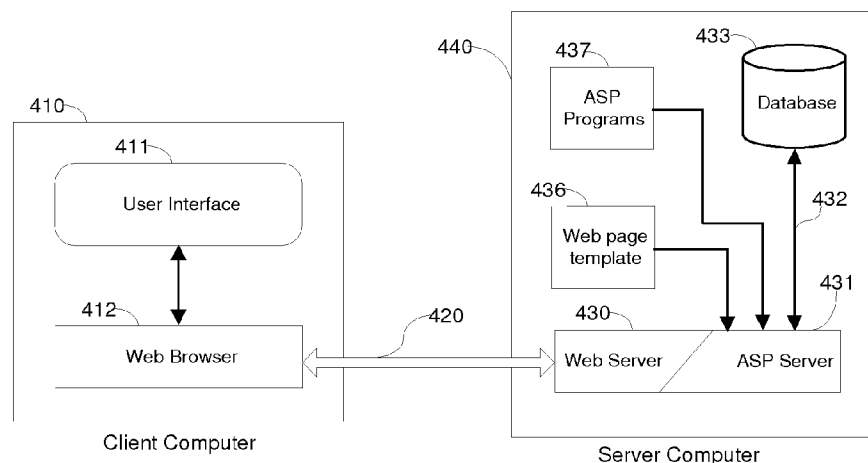 440
437
ASP
Programs
433
Database
410
411
User Interface
436
Web page
template
432
412
Web Browser
420
430
Web Server
431
ASP Server
Client Computer
Server Computer